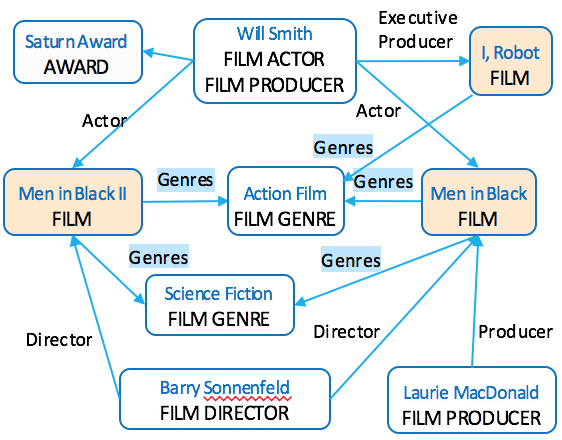 Saturn Award
AWARD
Will Smith
FILM ACTOR
FILM PRODUCER
Executive
Producer
I, Robot
FILM
Actor
Actor
Genres
Men in Black II
FILM
Genres
Action Film
FILM GENRE
Genres
Men in Black
FILM
Genres
Science Fiction
FILM GENRE
Genres
Director
Director
Producer
Barry Sonnenfeld
FILM DIRECTOR
Laurie MacDonald
FILM PRODUCER